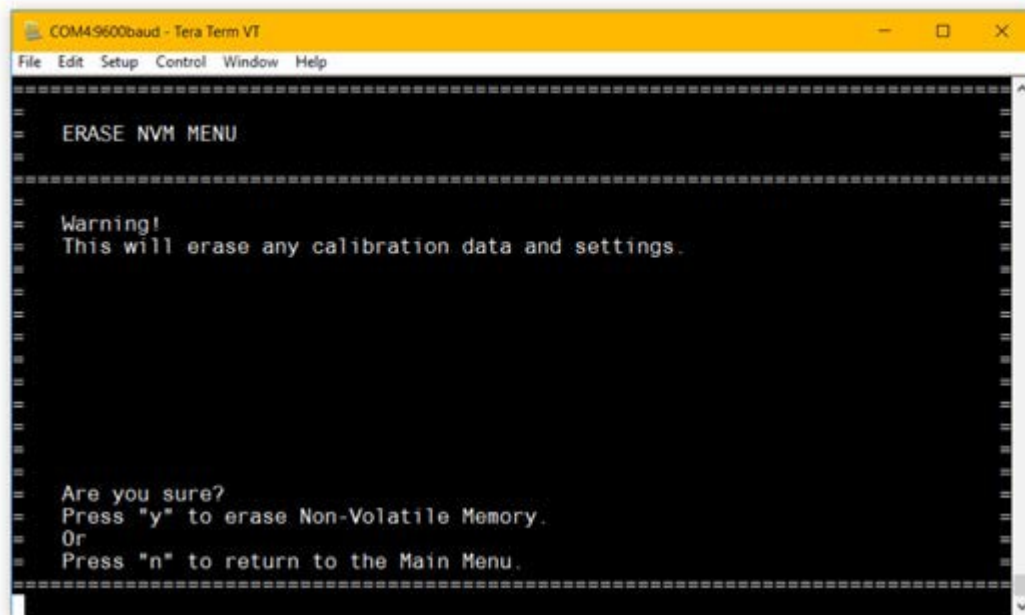 COM4:9600baud - Tera Term VT
File Edit Setup Control Window Help
ERASE NVM MENU
Warning!
This will erase any calibration data and settings.
Are you sure?
Press "y" to erase Non-Volatile Memory.
Or
Press "n" to return to the Main Menu.